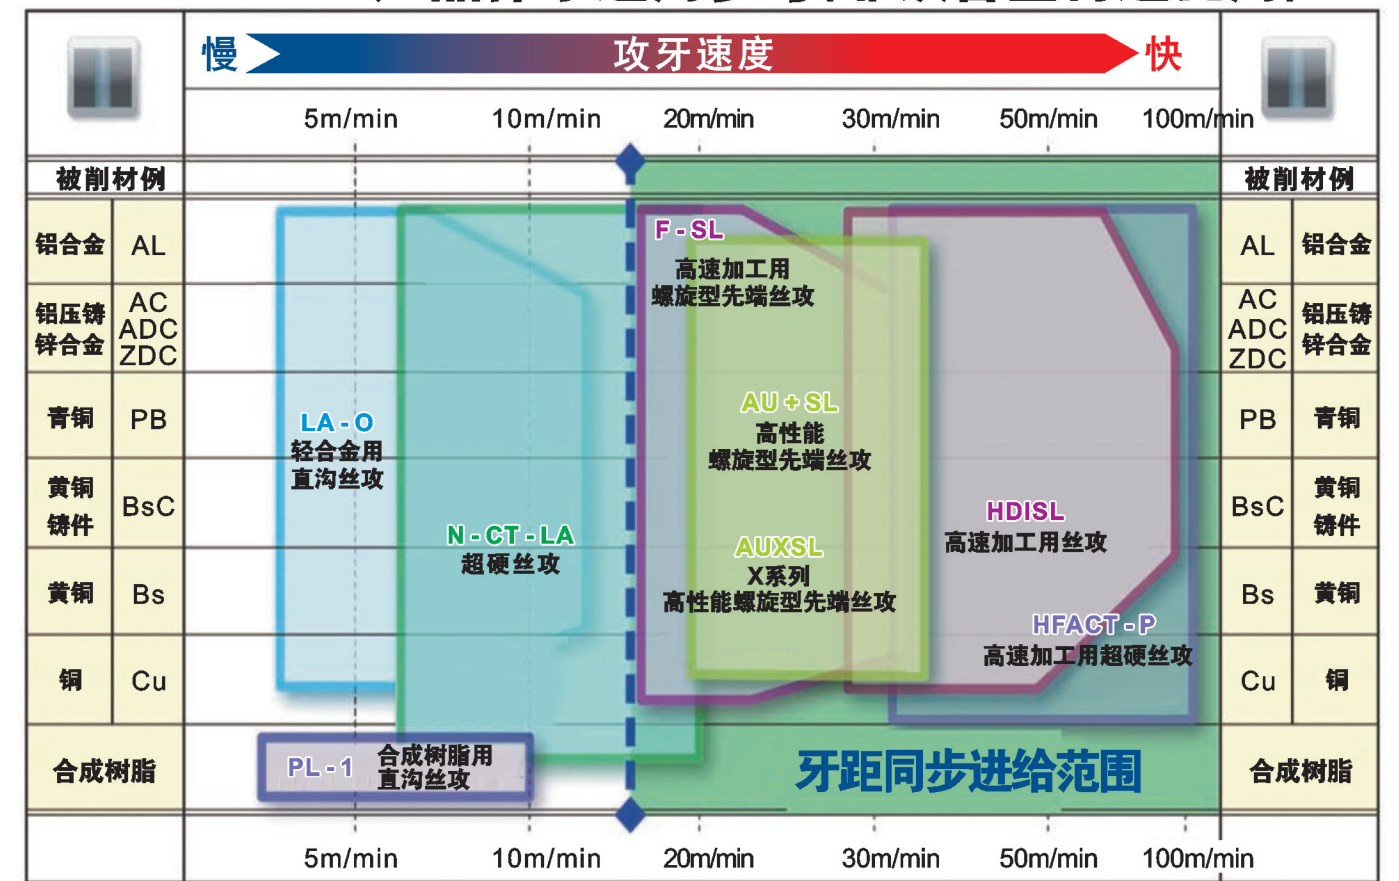 慢 攻牙速度 快
5m/min 10m/min 20m/min 30m/min 50m/min 100m/min
被削材例 被削材例
铝合金 AL AL 铝合金
铝压铸 锌合金 AC ADC ZDC AC ADC ZDC 铝压铸 锌合金
青铜 PB PB 青铜
黄铜 铸件 BsC BsC 黄铜 铸件
黄铜 Bs Bs 黄铜
铜 Cu Cu 铜
合成树脂 合成树脂
LA-O
轻合金用
直沟丝攻
N-CT-LA
超硬丝攻
PL-1
合成树脂用
直沟丝攻
F-SL
高速加工用
螺旋型先端丝攻
AU+SL
高性能
螺旋型先端丝攻
AUXSL
X系列
高性能螺旋型先端丝攻
HDISL
高速加工用丝攻
HFACT-P
高速加工用超硬丝攻
牙距同步进给范围
5m/min 10m/min 20m/min 30m/min 50m/min 100m/min